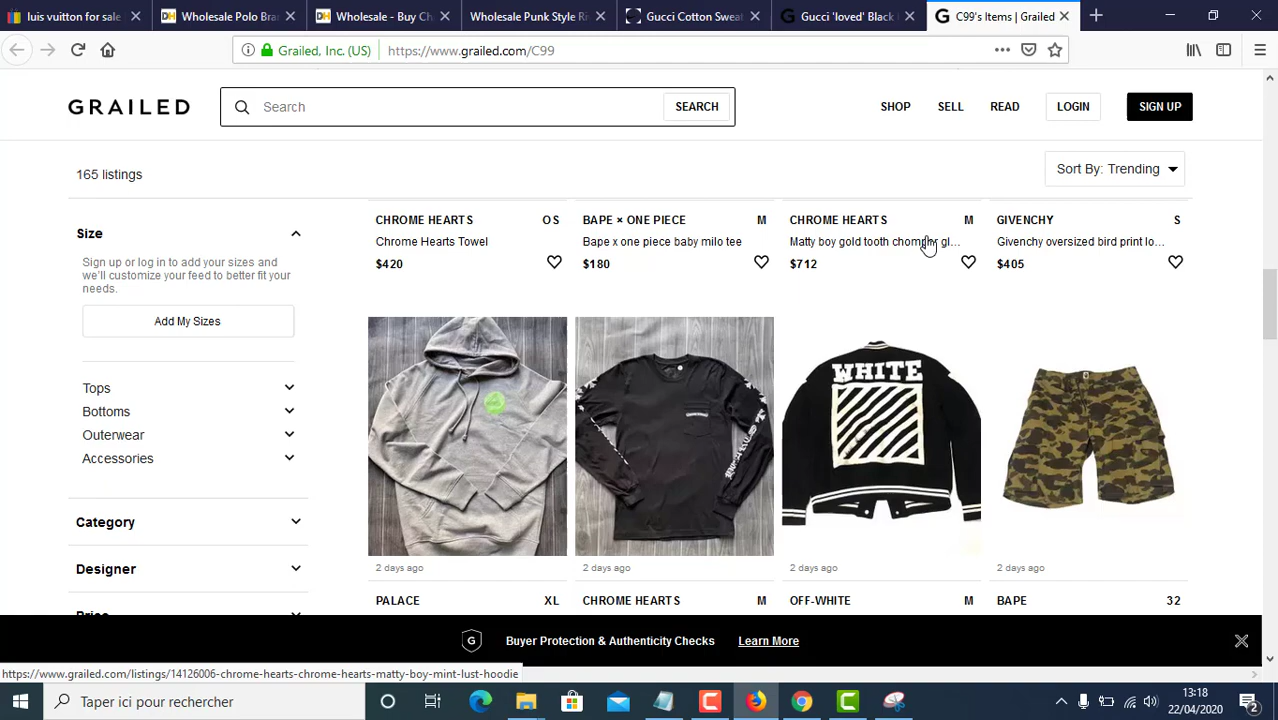 luis vuitton for sale
Wholesale Polo Bra
Wholesale - Buy Ch
Wholesale Punk Style Ri
Gucci Cotton Sweat
Gucci 'loved' Black
C99's Items | Grailed
Grailed, Inc. (US)
https://www.grailed.com/C99
GRAILED
Search
SEARCH
SHOP
SELL
READ
LOGIN
SIGN UP
165 listings
Sort By: Trending
Size
Sign up or log in to add your sizes and
we'll customize your feed to better fit your
needs.
Add My Sizes
Tops
Bottoms
Outerwear
Accessories
Category
Designer
Price
CHROME HEARTS OS
Chrome Hearts Towel
$420
BAPE × ONE PIECE M
Bape x one piece baby milo tee
$180
CHROME HEARTS M
Matty boy gold tooth gl...
$712
GIVENCHY S
Givenchy oversized bird print lo...
$405
WHITE
2 days ago
PALACE XL
2 days ago
CHROME HEARTS M
2 days ago
OFF-WHITE M
2 days ago
BAPE 32
G
Buyer Protection & Authenticity Checks
Learn More
https://www.grailed.com/listings/14126006-chrome-hearts-chrome-hearts-matty-boy-mint-lust-hoodie
Taper ici pour rechercher
13:18
22/04/2020
2